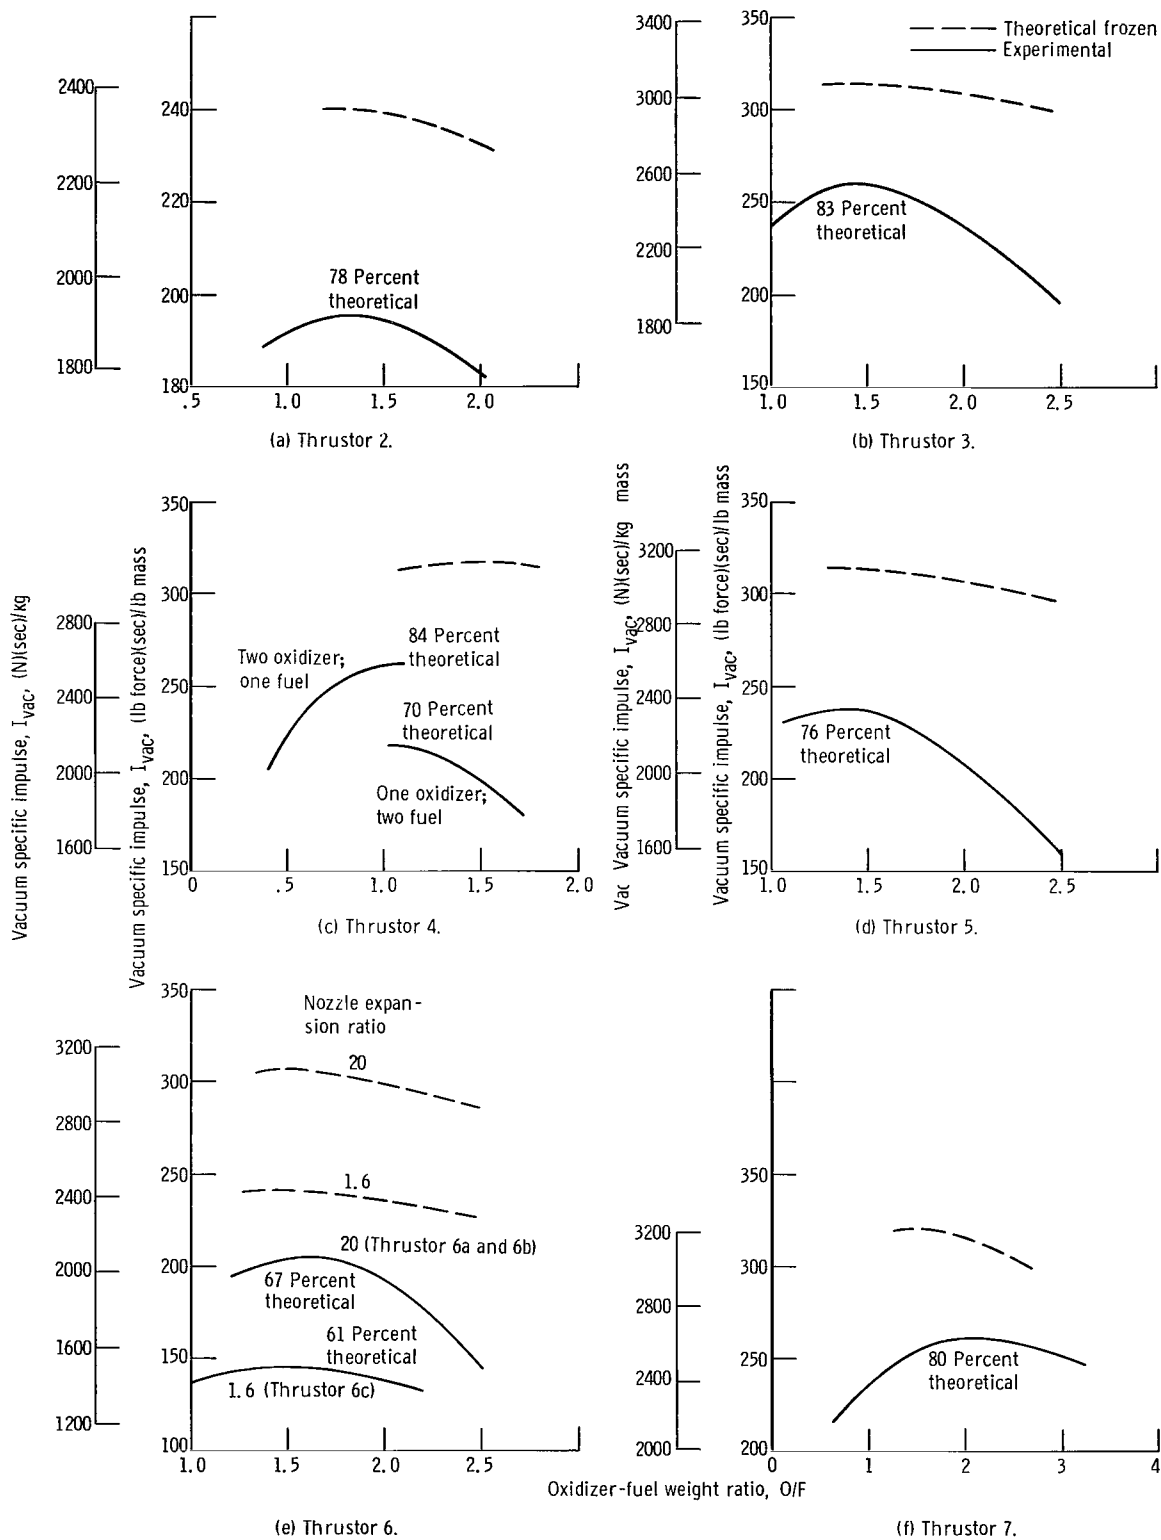 Theoretical frozen
Experimental
2400
2200
2000
1800
240
220
200
180
78 Percent
theoretical
.5
1.0
1.5
2.0
(a) Thrustor 2.
3400
3000
2600
2200
1800
350
300
250
200
150
83 Percent
theoretical
1.0
1.5
2.0
2.5
(b) Thrustor 3.
Vacuum specific impulse, Ivac, (N)(sec)/kg
2800
2400
2000
1600
Vacuum specific impulse, Ivac, (lb force)(sec)/lb mass
350
300
250
200
150
Two oxidizer;
one fuel
84 Percent
theoretical
70 Percent
theoretical
One oxidizer;
two fuel
0
.5
1.0
1.5
2.0
(c) Thrustor 4.
Vac Vacuum specific impulse, Ivac, (N)(sec)/kg mass
3200
2800
2400
2000
1600
Vacuum specific impulse, Ivac, (lb force)(sec)/lb mass
350
300
250
200
150
76 Percent
theoretical
1.0
1.5
2.0
2.5
(d) Thrustor 5.
3200
2800
2400
2000
1600
1200
350
300
250
200
150
100
Nozzle expan-
sion ratio
20
1.6
20 (Thrustor 6a and 6b)
67 Percent
theoretical
61 Percent
theoretical
1.6 (Thrustor 6c)
1.0
1.5
2.0
2.5
(e) Thrustor 6.
3200
2800
2400
2000
350
300
250
200
80 Percent
theoretical
0
1
2
3
4
Oxidizer-fuel weight ratio, O/F
(f) Thrustor 7.